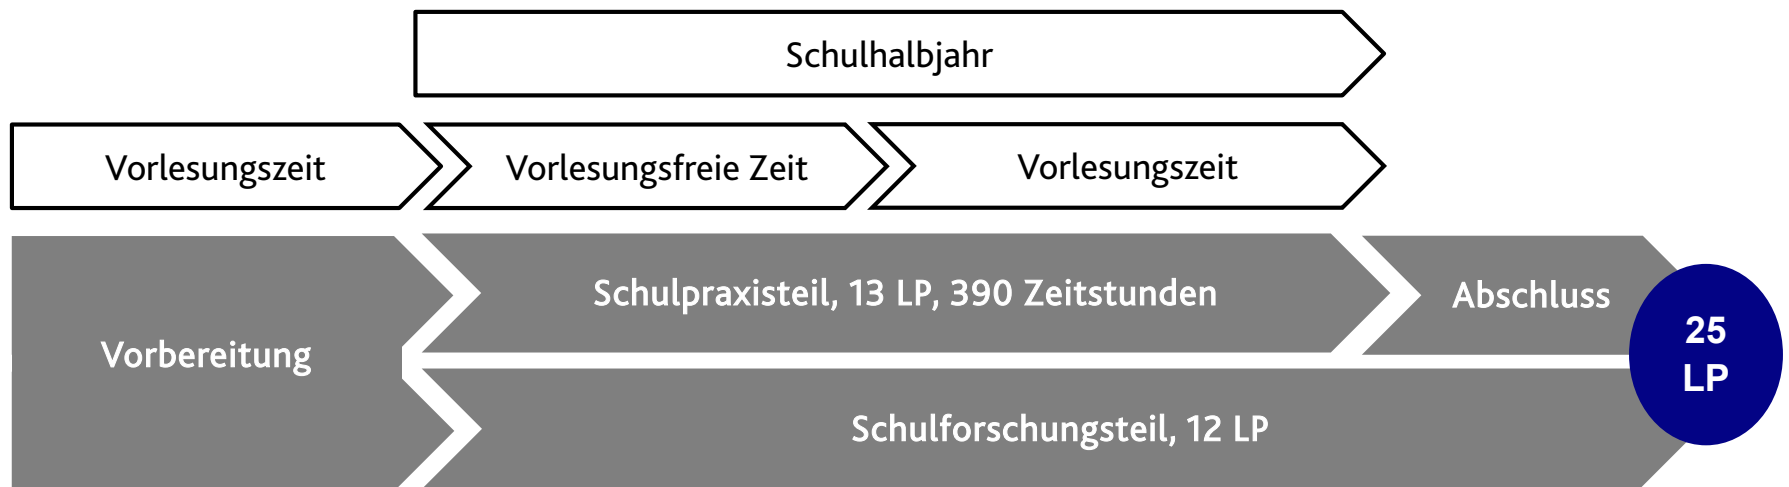 Schulhalbjahr
Vorlesungszeit
Vorlesungsfreie Zeit
Vorlesungszeit
Vorbereitung
Schulpraxisteil, 13 LP, 390 Zeitstunden
Abschluss
Schulforschungsteil, 12 LP
25
LP